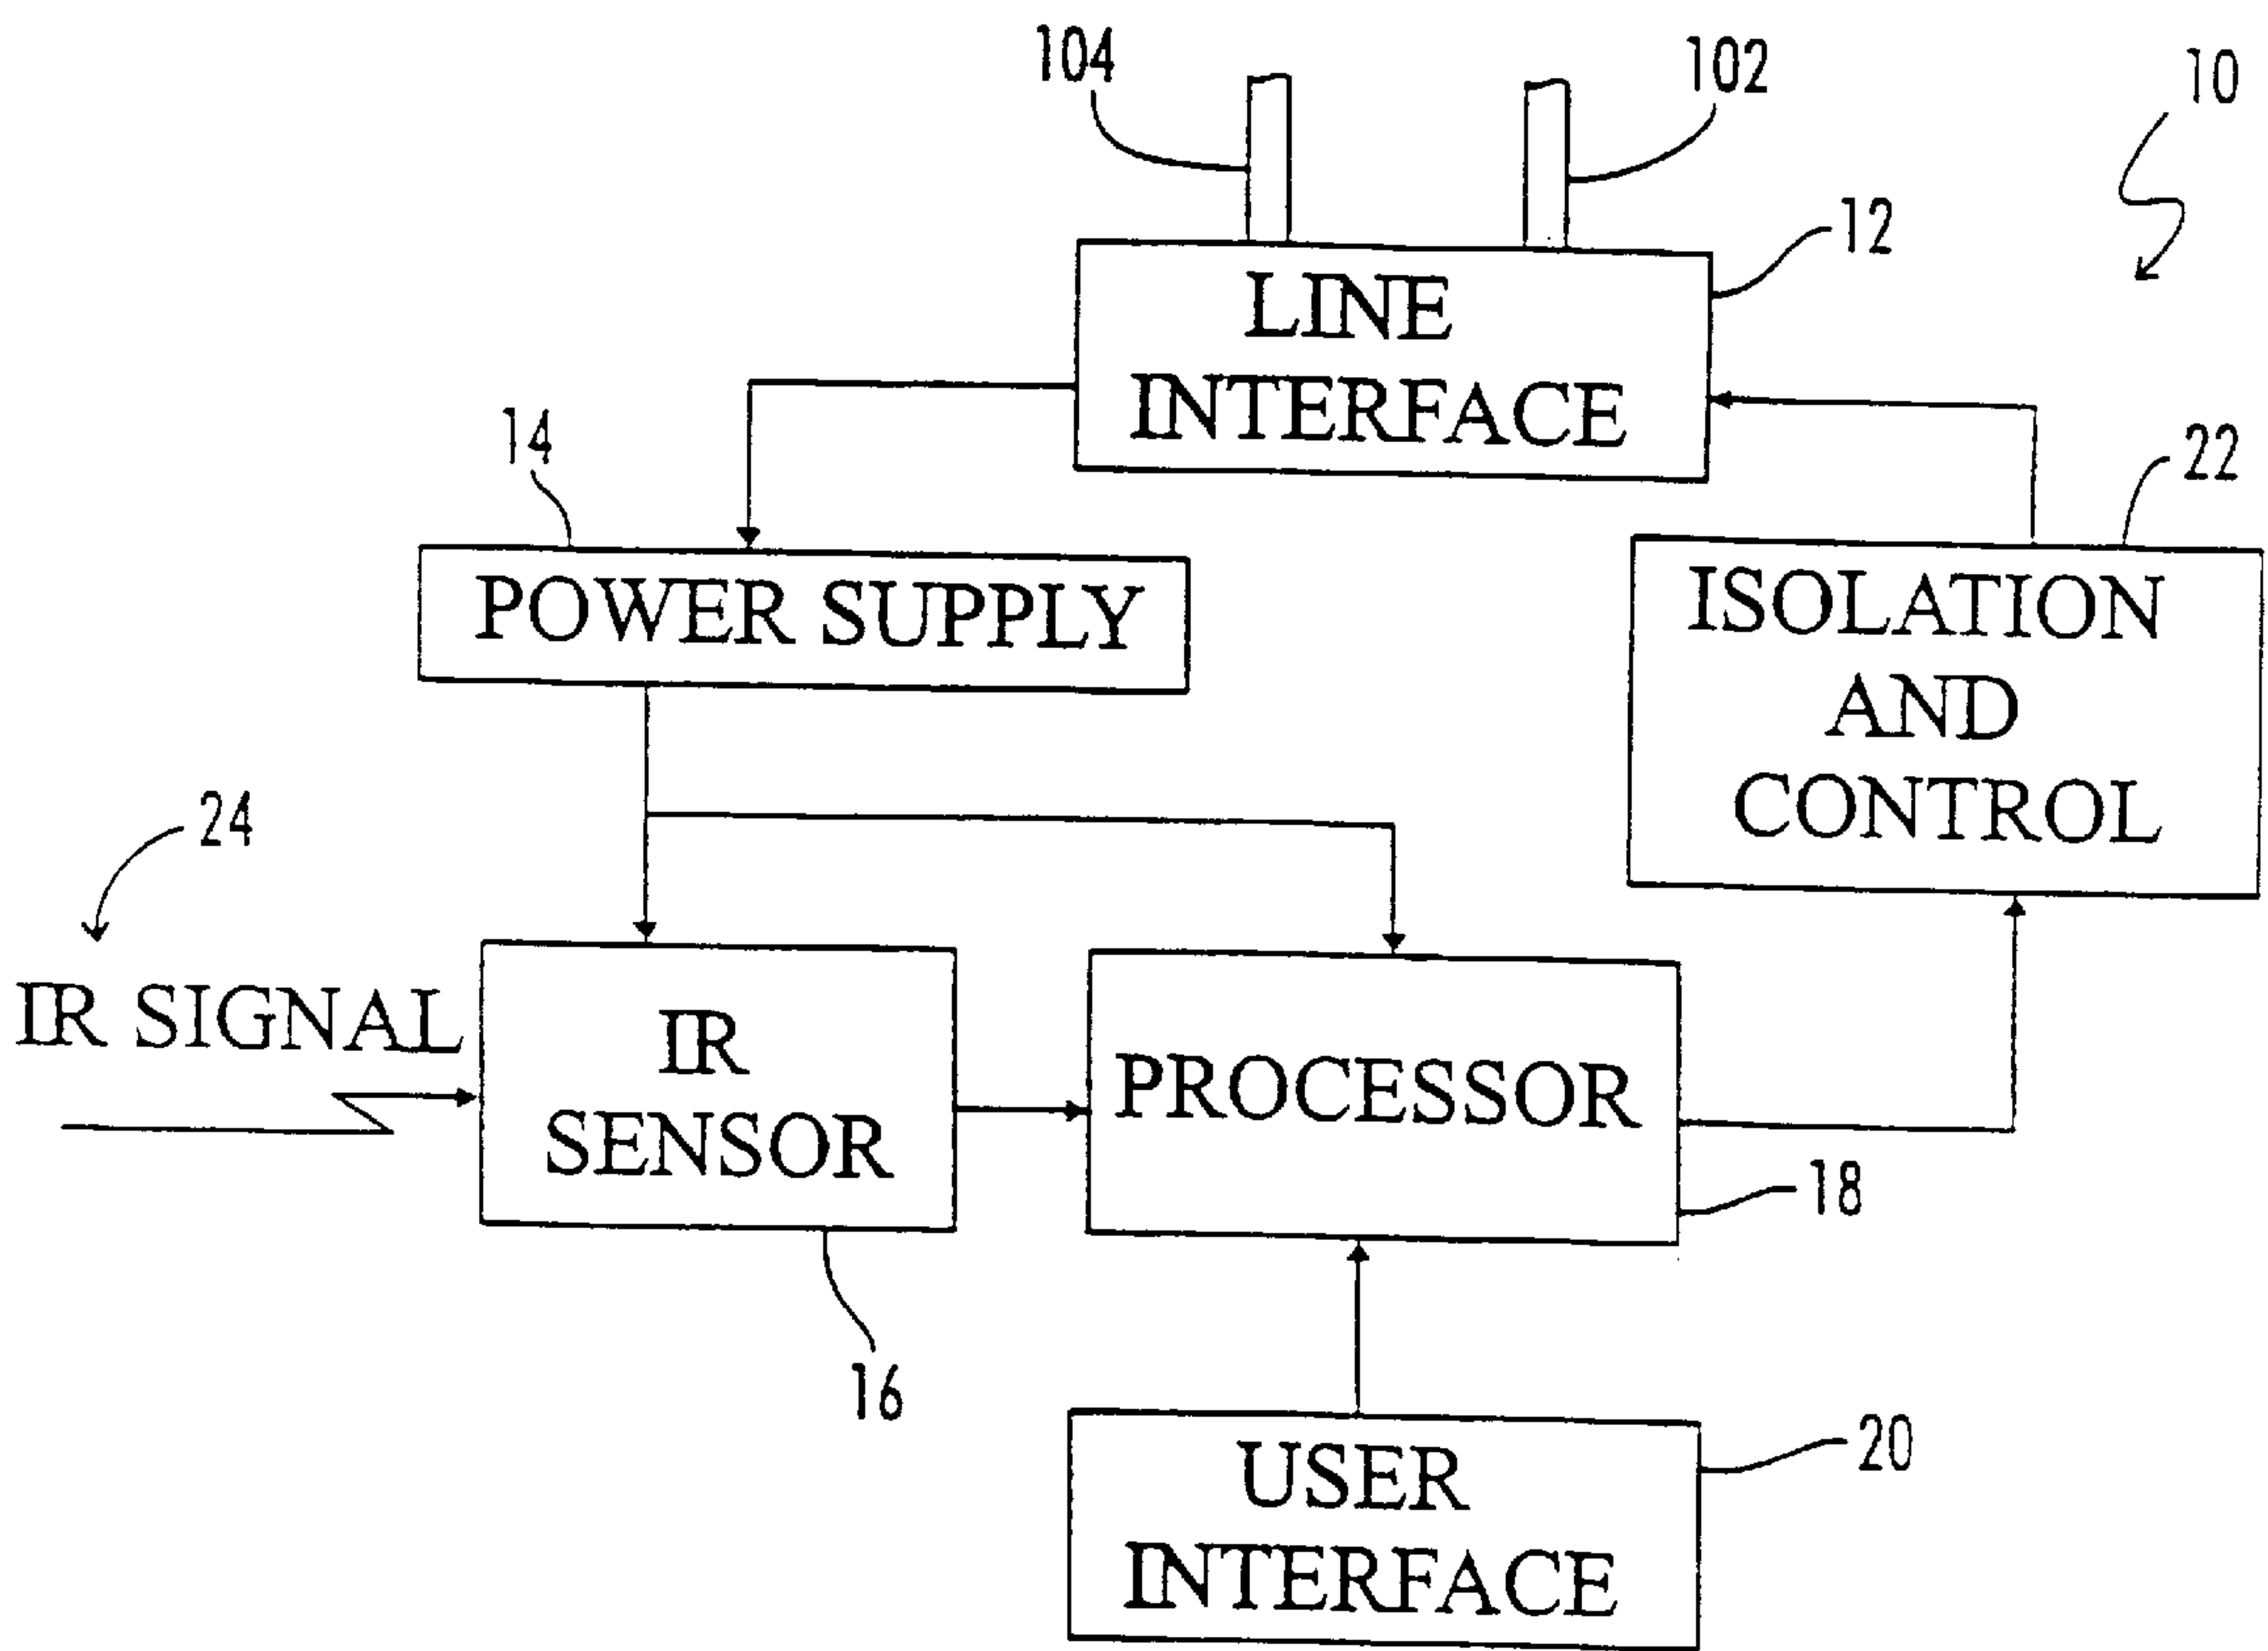 104
102
10
12
LINE
INTERFACE
14
22
POWER SUPPLY
ISOLATION
AND
CONTROL
24
IR SIGNAL
IR
SENSOR
PROCESSOR
18
16
20
USER
INTERFACE